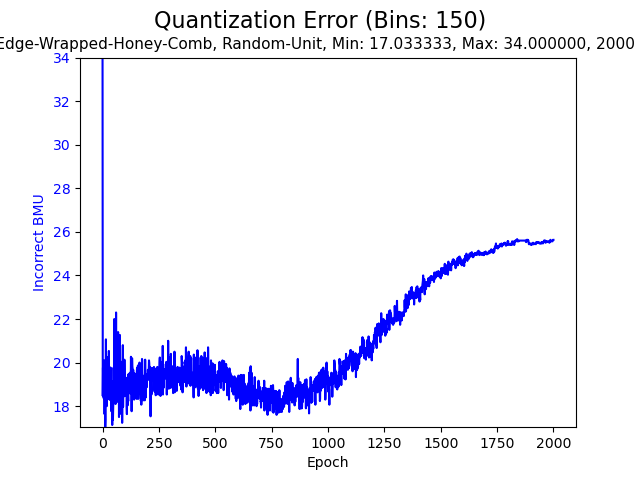 Quantization Error (Bins: 150)
Edge-Wrapped-Honey-Comb, Random-Unit, Min: 17.033333, Max: 34.000000, 2000
34
32
30
28
26
24
22
20
18
Incorrect BMU
0 250 500 750 1000 1250 1500 1750 2000
Epoch